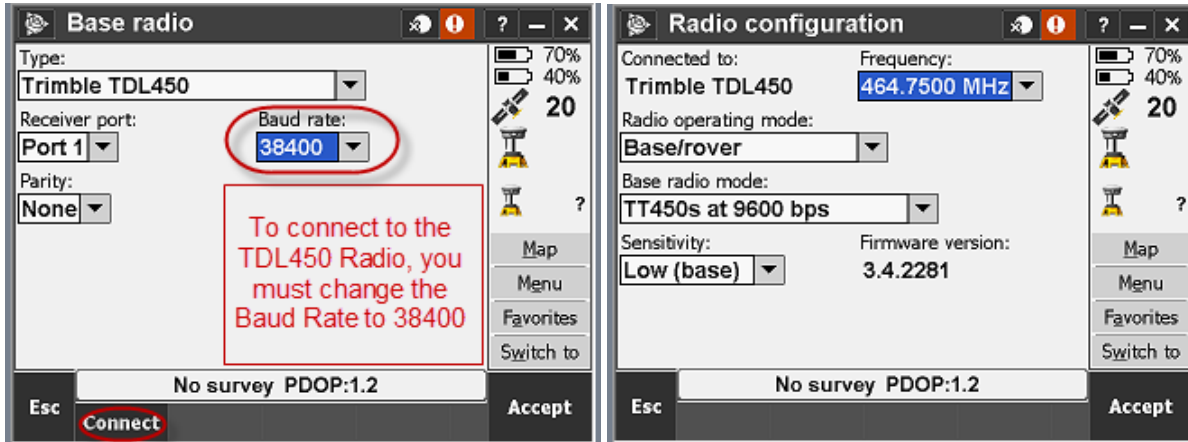 Base radio
? – ×
Type:
Trimble TDL450
Receiver port:
Baud rate:
Port 1
38400
Parity:
None
To connect to the
TDL450 Radio, you
must change the
Baud Rate to 38400
70%
40%
20
?
Map
Menu
Favorites
Switch to
No survey PDOP:1.2
Esc
Connect
Accept
Radio configuration
? – ×
Connected to:
Frequency:
Trimble TDL450
464.7500 MHz
Radio operating mode:
Base/rover
Base radio mode:
TT450s at 9600 bps
Sensitivity:
Firmware version:
Low (base)
3.4.2281
70%
40%
20
?
Map
Menu
Favorites
Switch to
No survey PDOP:1.2
Esc
Accept